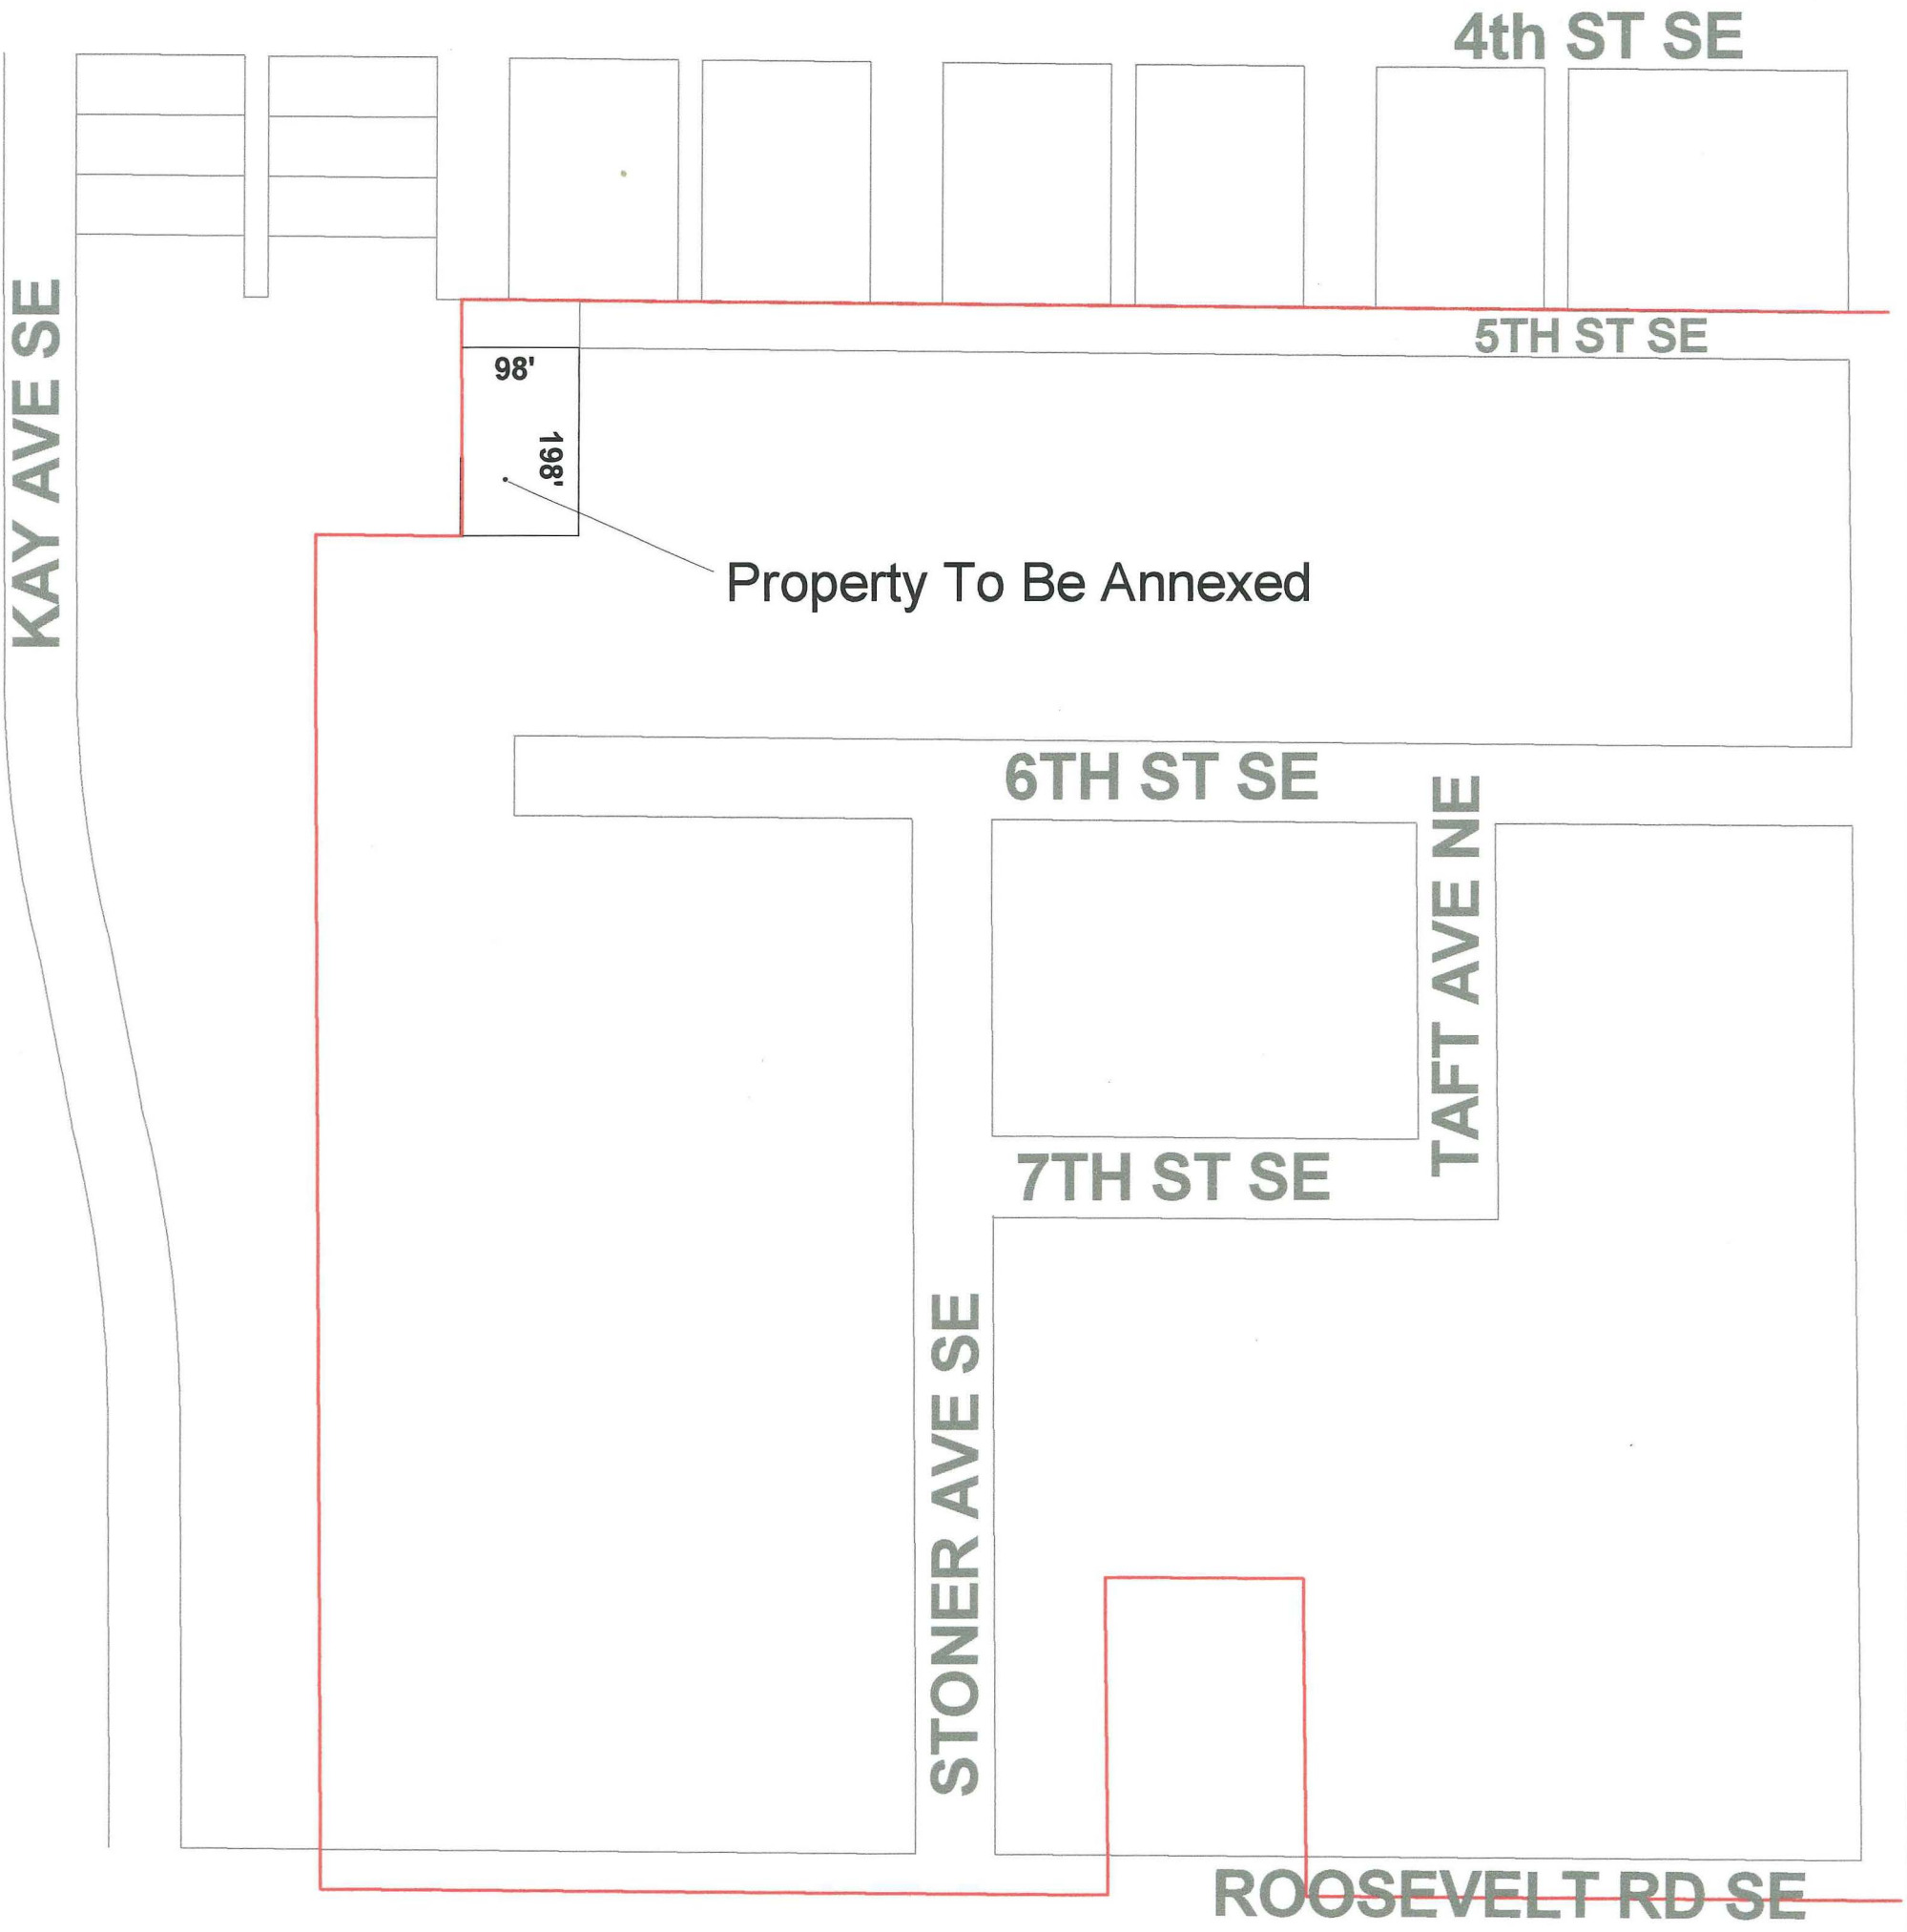 4th ST SE
5TH ST SE
KAY AVE SE
98'
198'
Property To Be Annexed
6TH ST SE
TAFT AVE NE
7TH ST SE
STONER AVE SE
ROOSEVELT RD SE